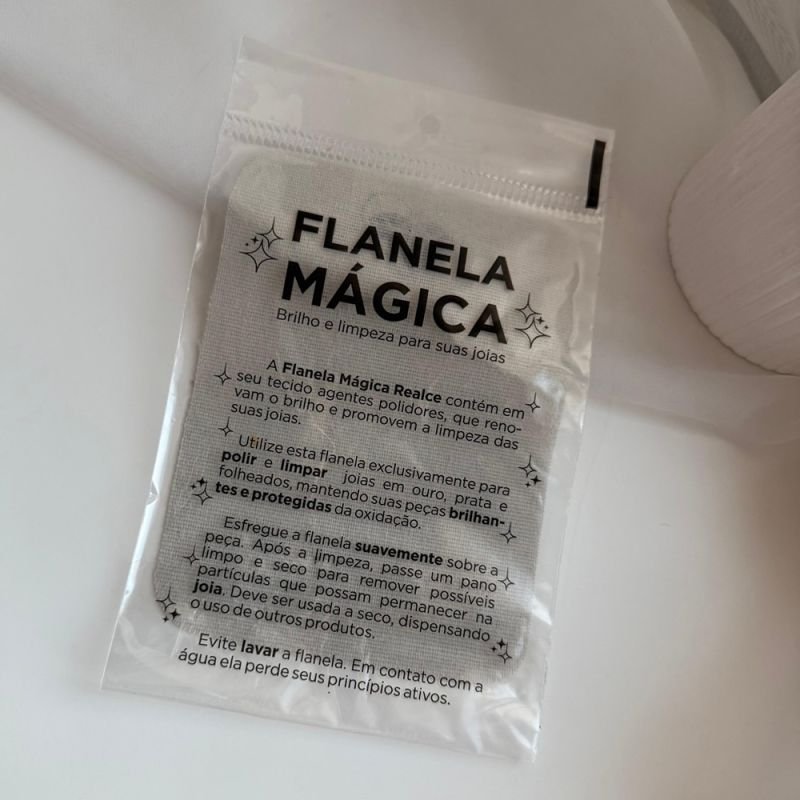 FLANELA
MÁGICA
Brilho e limpeza para suas joias
A Flanela Mágica Realce contém em
seu tecido agentes polidores, que reno-
vam o brilho e promovem a limpeza das
suas joias.
Utilize esta flanela exclusivamente para
polir e limpar joias em ouro, prata e
folheados, mantendo suas peças brilhan-
tes e protegidas da oxidação.
Esfregue a flanela suavemente sobre a
peça. Após a limpeza, passe um pano
limpo e seco para remover possíveis
partículas que possam permanecer na
joia. Deve ser usada a seco, dispensando
o uso de outros produtos.
Evite lavar a flanela. Em contato com a
água ela perde seus princípios ativos.